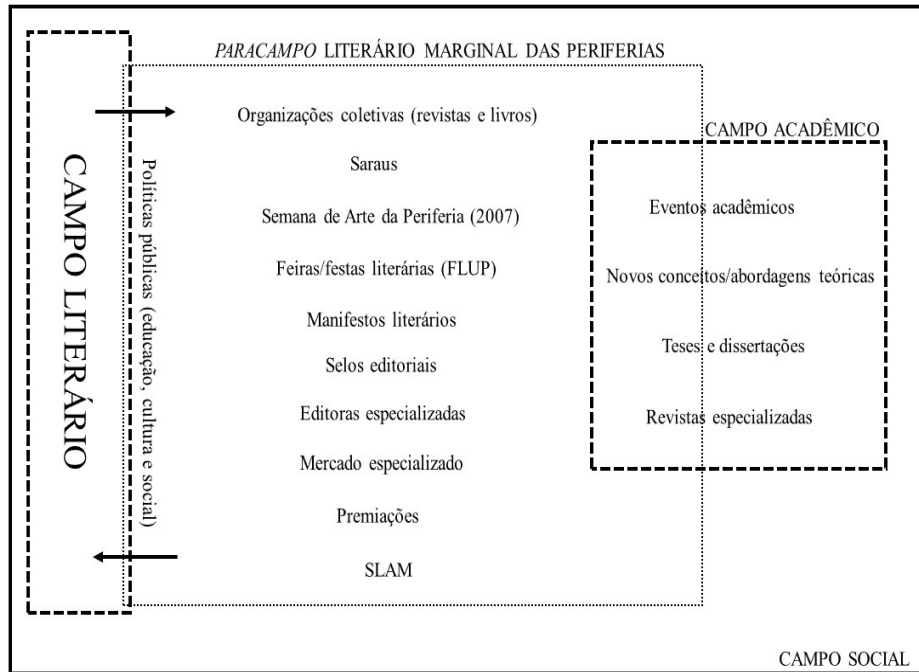 PARACAMPO LITERÁRIO MARGINAL DAS PERIFERIAS
CAMPO LITERÁRIO
Políticas públicas (educação, cultura e social)
Organizações coletivas (revistas e livros)
Saraus
Semana de Arte da Periferia (2007)
Feiras/festas literárias (FLUP)
Manifestos literários
Selos editoriais
Editoras especializadas
Mercado especializado
Premiações
SLAM
CAMPO ACADÊMICO
Eventos acadêmicos
Novos conceitos/abordagens teóricas
Teses e dissertações
Revistas especializadas
CAMPO SOCIAL